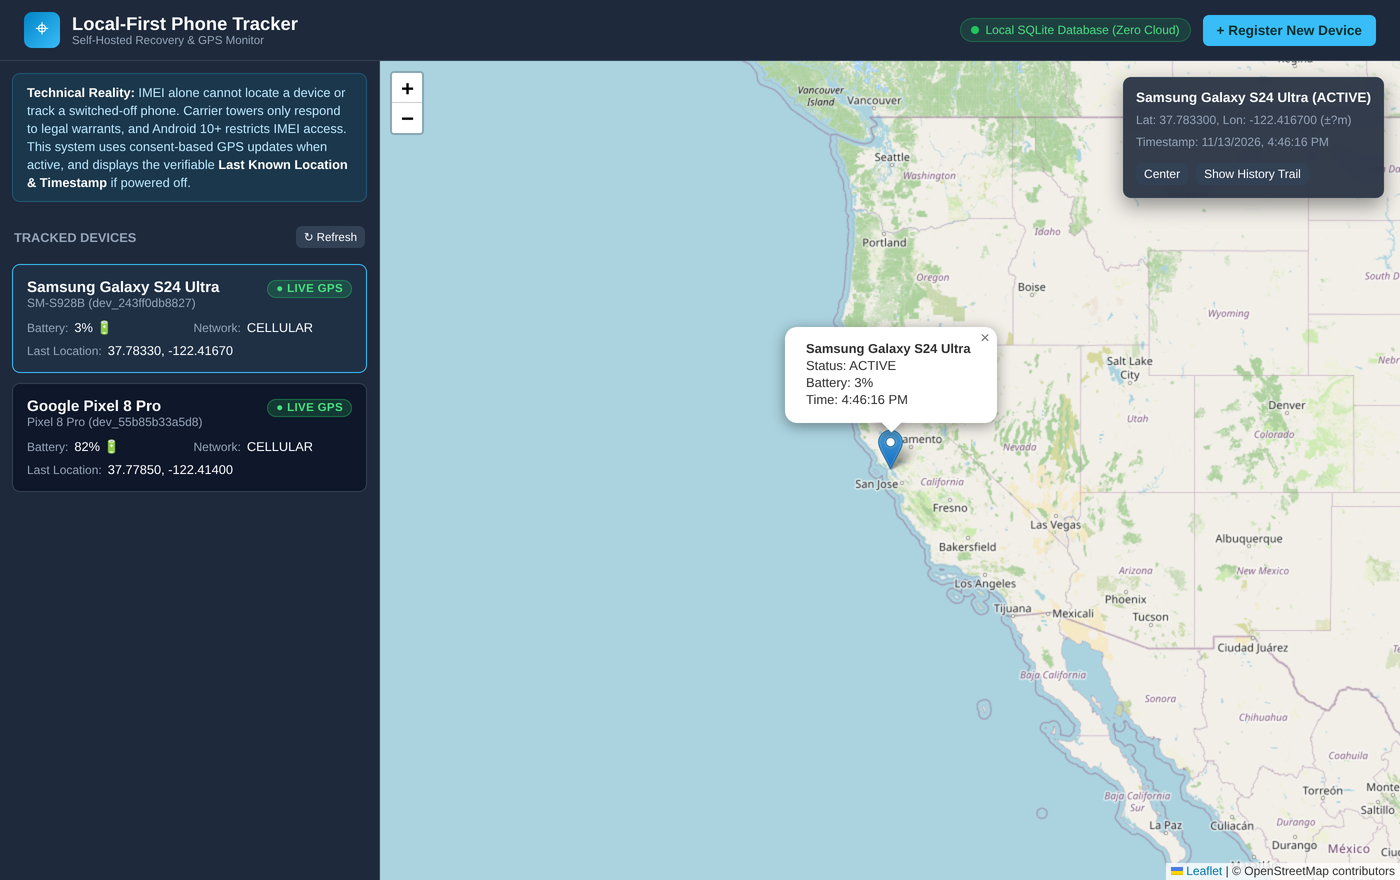 ⌖
Local-First Phone Tracker
Self-Hosted Recovery & GPS Monitor
Local SQLite Database (Zero Cloud)
+ Register New Device
Technical Reality: IMEI alone cannot locate a device or
track a switched-off phone. Carrier towers only respond
to legal warrants, and Android 10+ restricts IMEI access.
This system uses consent-based GPS updates when
active, and displays the verifiable Last Known Location
& Timestamp if powered off.
TRACKED DEVICES
↻ Refresh
Samsung Galaxy S24 Ultra
● LIVE GPS
SM-S928B (dev_243ff0db8827)
Battery: 3% 🔋 Network: CELLULAR
Last Location: 37.78330, -122.41670
Google Pixel 8 Pro
● LIVE GPS
Pixel 8 Pro (dev_55b85b33a5d8)
Battery: 82% 🔋 Network: CELLULAR
Last Location: 37.77850, -122.41400
+
−
Samsung Galaxy S24 Ultra (ACTIVE)
Lat: 37.783300, Lon: -122.416700 (±?m)
Timestamp: 11/13/2026, 4:46:16 PM
Center
Show History Trail
Vancouver
Island
Vancouver
Seattle
Washington
Portland
Idaho
Oregon
South D
Boise
Wyoming
Samsung Galaxy S24 Ultra
×
Status: ACTIVE
Battery: 3%
Time: 4:46:16 PM
Salt Lake
City
Nebr
Denver
Utah
Colorado
amento
Nevada
San Jose
California
Fresno
Las Vegas
Albuquerque
Bakersfield
Arizona
New Mexico
Los Angeles
Phoenix
Tijuana
Mexicali
Tucson
Ciudad Juárez
Baja California
Sonora
Chihuahua
Coahuila
Baja California
Sur
Torreón
Monte
Saltillo
La Paz
Culiacán
Durango
Durango
México
Ciu
Leaflet | © OpenStreetMap contributors